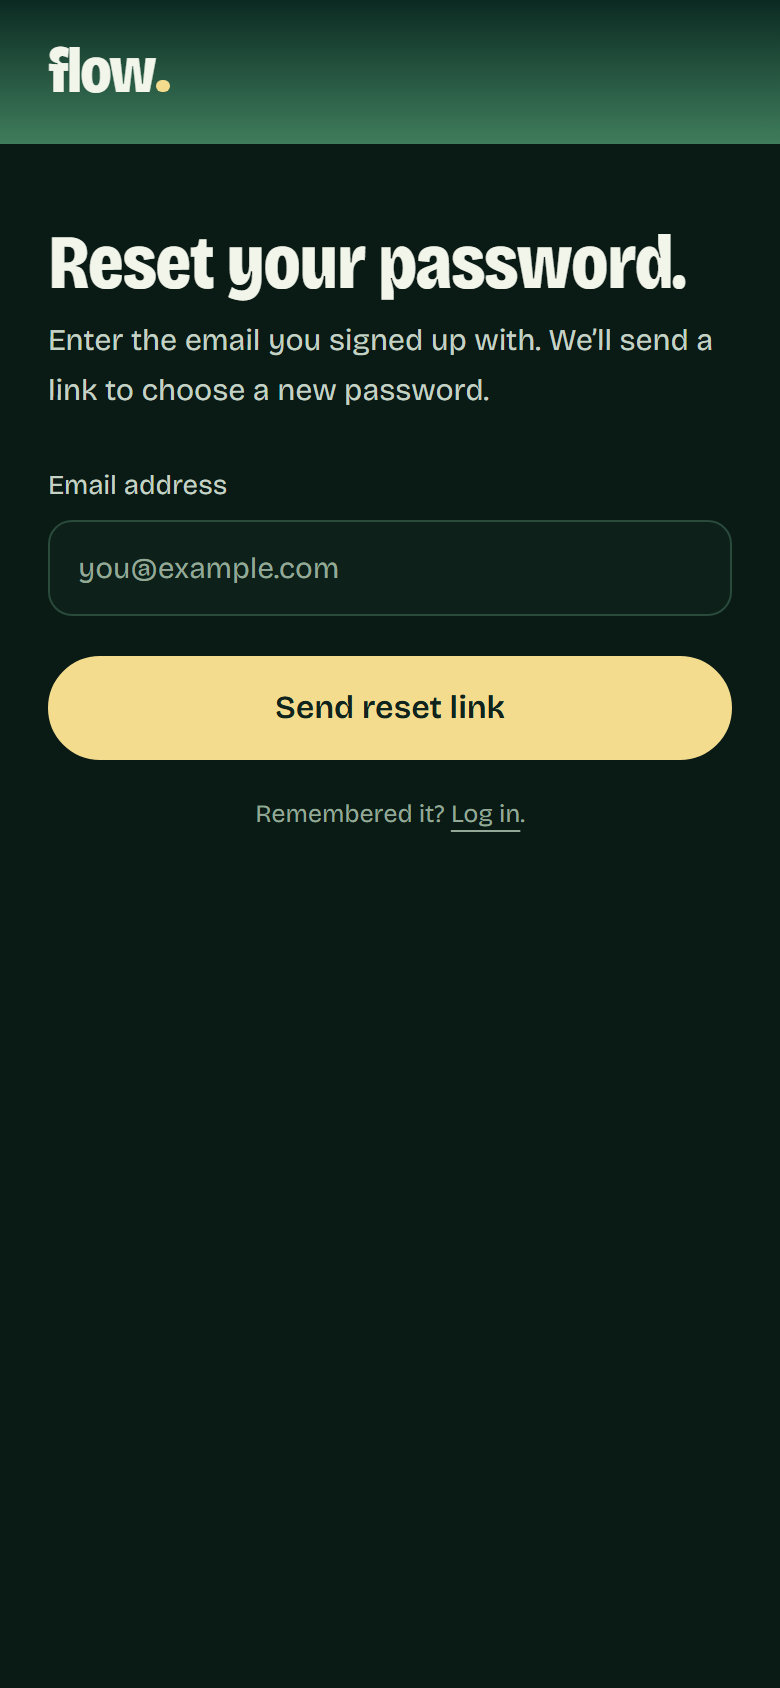 flow.
Reset your password.
Enter the email you signed up with. We’ll send a
link to choose a new password.
Email address
you@example.com
Send reset link
Remembered it? Log in.